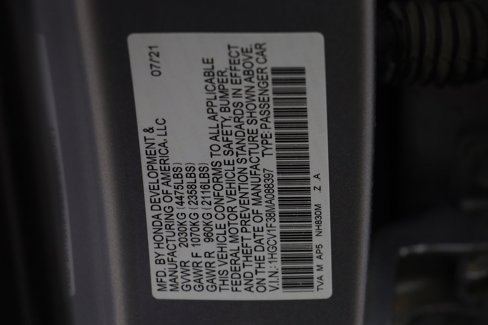 MFD. BY HONDA DEVELOPMENT & 07/21
MANUFACTURING OF AMERICA, LLC
GVWR 2030KG (4475LBS)
GAWR F 1070KG (2358LBS)
GAWR R 960KG (2116LBS)
THIS VEHICLE CONFORMS TO ALL APPLICABLE
FEDERAL MOTOR VEHICLE SAFETY, BUMPER,
AND THEFT PREVENTION STANDARDS IN EFFECT
ON THE DATE OF MANUFACTURE SHOWN ABOVE.
V.I.N.: 1HGCV1F38MA088397 TYPE: PASSENGER CAR
TVA M AP5 NH830M Z A